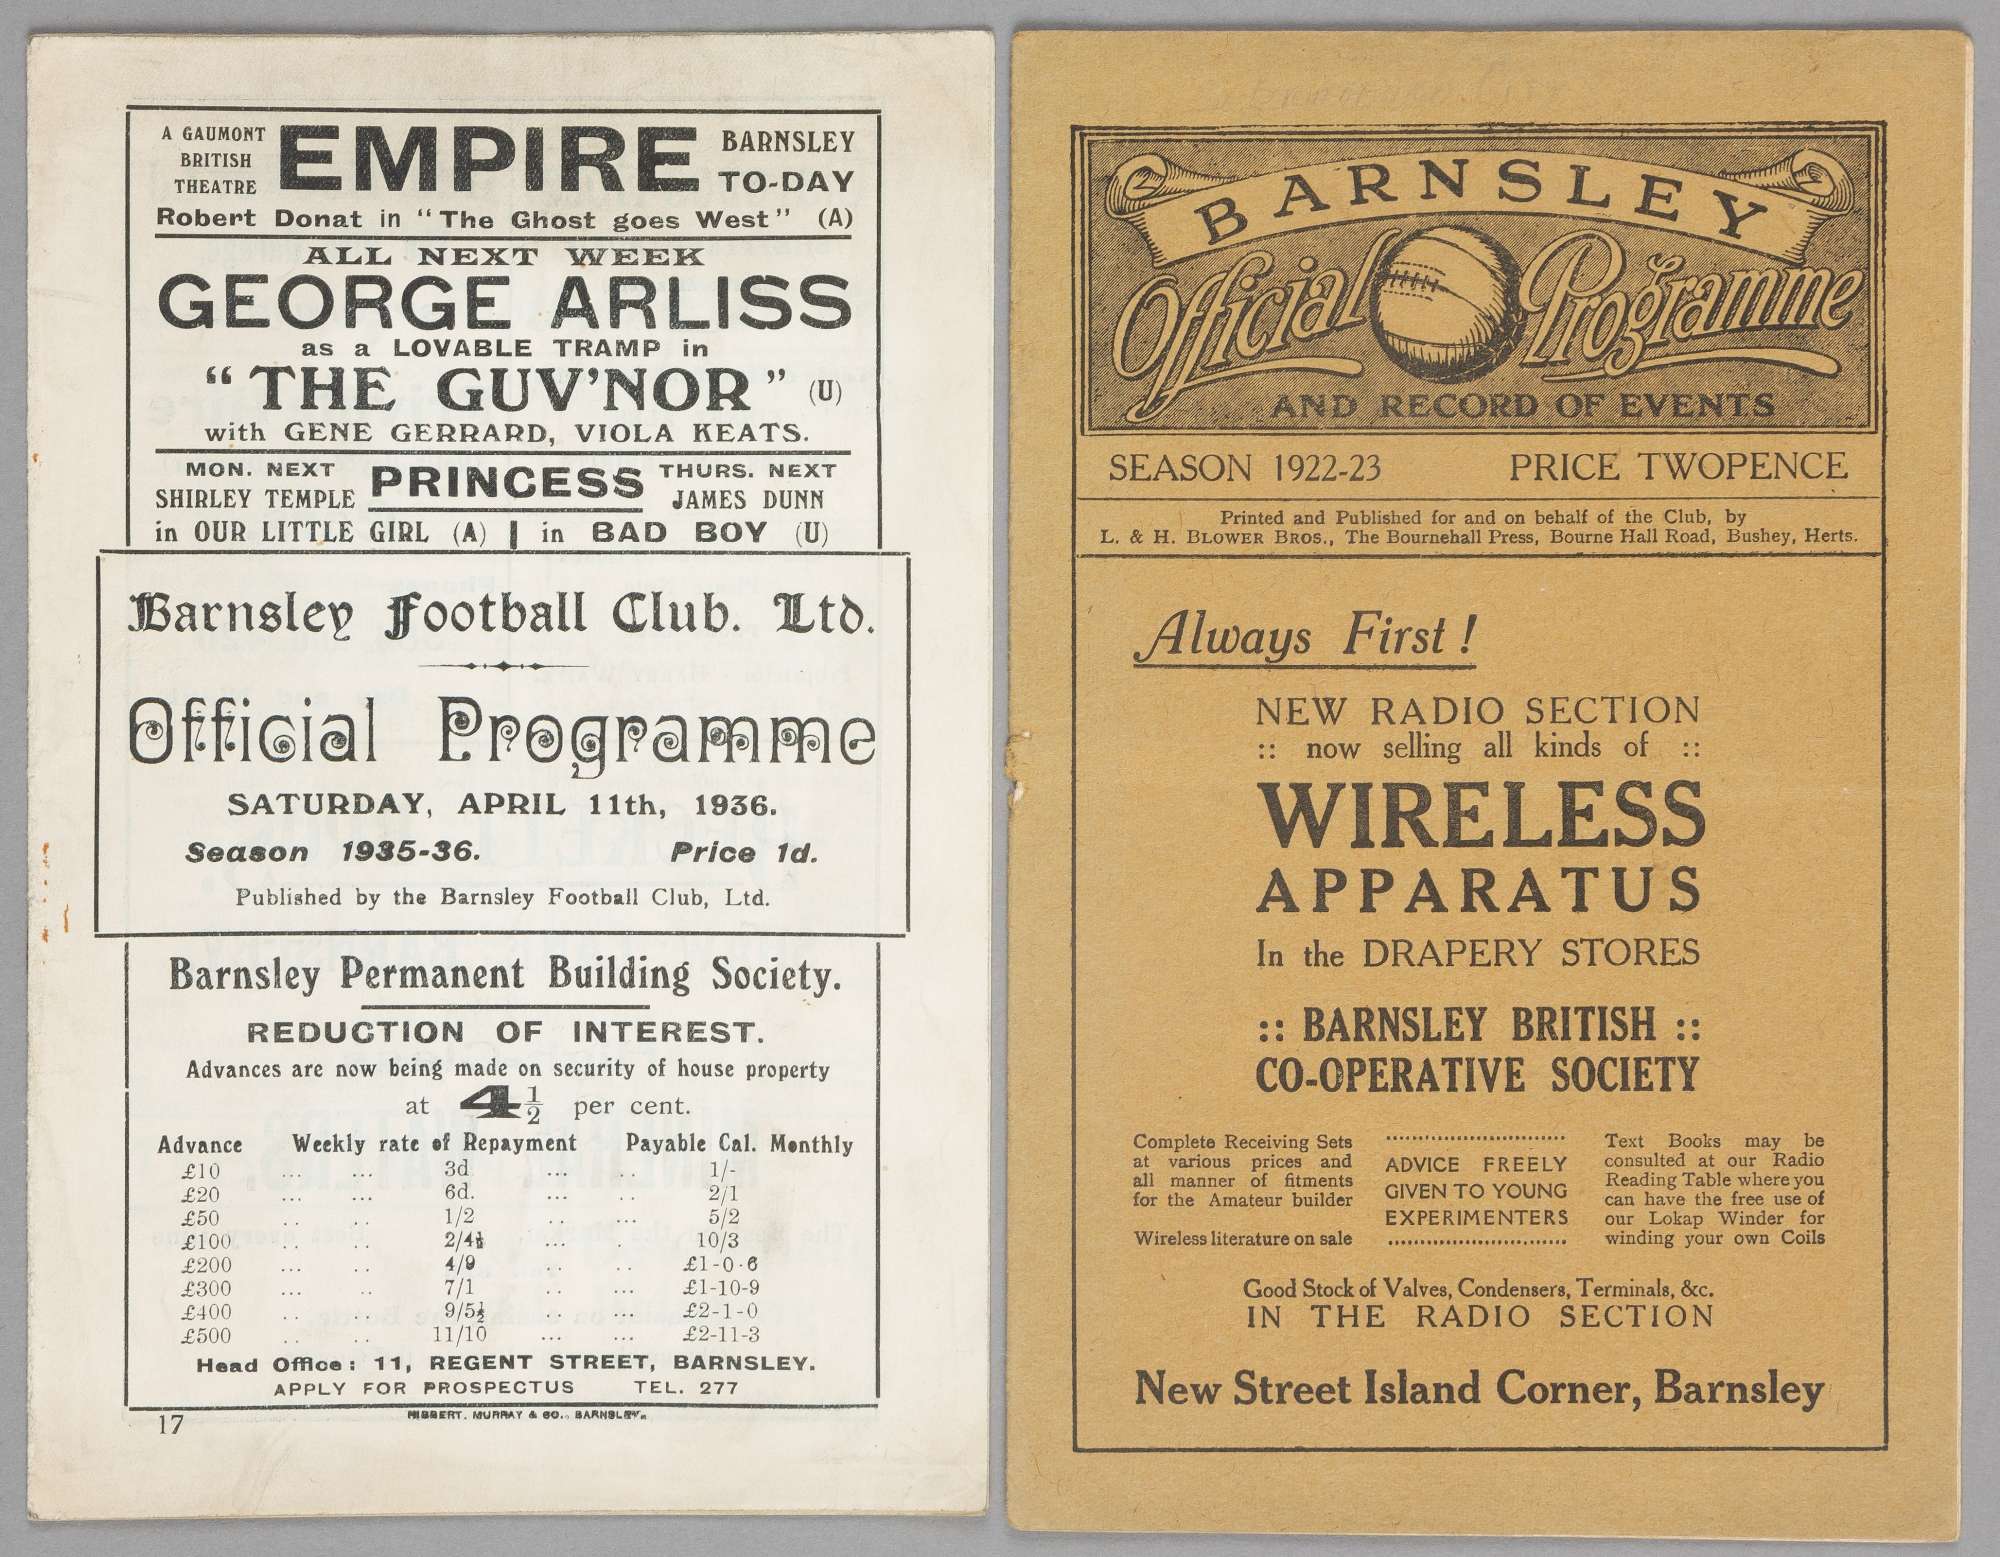 A GAUMONT
BRITISH
THEATRE
EMPIRE
BARNSLEY
TO-DAY
Robert Donat in "The Ghost goes West" (A)
ALL NEXT WEEK
GEORGE ARLISS
as a LOVABLE TRAMP in
"THE GUV'NOR" (U)
with GENE GERRARD, VIOLA KEATS.
MON. NEXT
SHIRLEY TEMPLE
in OUR LITTLE GIRL (A)
PRINCESS
THURS. NEXT
JAMES DUNN
in BAD BOY (U)
Barnsley Football Club. Ltd.
Official Programme
SATURDAY, APRIL 11th, 1936.
Season 1935-36. Price 1d.
Published by the Barnsley Football Club, Ltd.
Barnsley Permanent Building Society.
REDUCTION OF INTEREST.
Advances are now being made on security of house property
at 4½ per cent.
Advance Weekly rate of Repayment Payable Cal. Monthly
£10 ... ... 3d ... .. 1/-
£20 ... ... 6d. ... .. 2/1
£50 .. .. 1/2 .. ... 5/2
£100 .. .. 2/4½ ... . 10/3
£200 ... .. 4/9 .. .. £1-0-6
£300 ... .. 7/1 .. ... £1-10-9
£400 .. .. 9/5½ .. ... £2-1-0
£500 .. .. 11/10 ... ... £2-11-3
Head Office: 11, REGENT STREET, BARNSLEY.
APPLY FOR PROSPECTUS TEL. 277
17
HIBBERT, MURRAY & CO., BARNSLEY.
BARNSLEY
Official Programme
AND RECORD OF EVENTS
SEASON 1922-23 PRICE TWOPENCE
Printed and Published for and on behalf of the Club, by
L. & H. BLOWER BROS., The Bournehall Press, Bourne Hall Road, Bushey, Herts.
Always First!
NEW RADIO SECTION
:: now selling all kinds of ::
WIRELESS
APPARATUS
In the DRAPERY STORES
:: BARNSLEY BRITISH ::
CO-OPERATIVE SOCIETY
Complete Receiving Sets
at various prices and
all manner of fitments
for the Amateur builder
Wireless literature on sale
ADVICE FREELY
GIVEN TO YOUNG
EXPERIMENTERS
Text Books may be
consulted at our Radio
Reading Table where you
can have the free use of
our Lokap Winder for
winding your own Coils
Good Stock of Valves, Condensers, Terminals, &c.
IN THE RADIO SECTION
New Street Island Corner, Barnsley